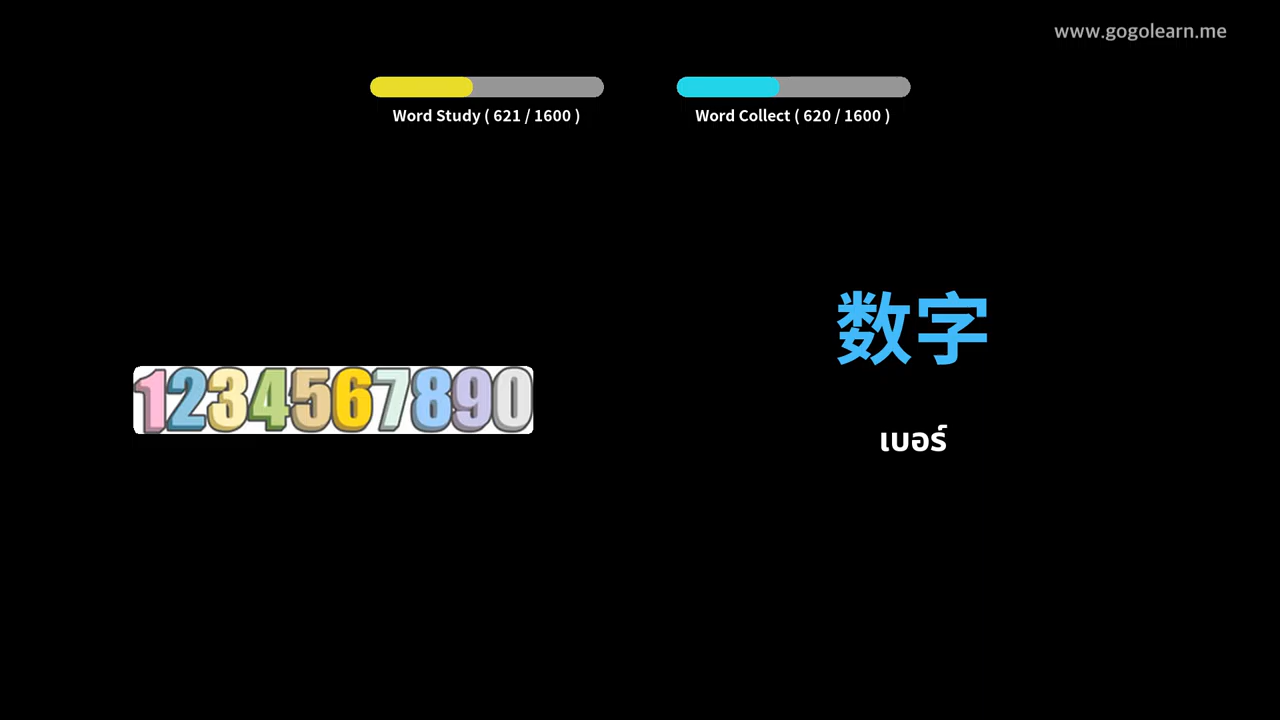 www.gogolearn.me
Word Study ( 621 / 1600 )
Word Collect ( 620 / 1600 )
数字
1234567890
เบอร์